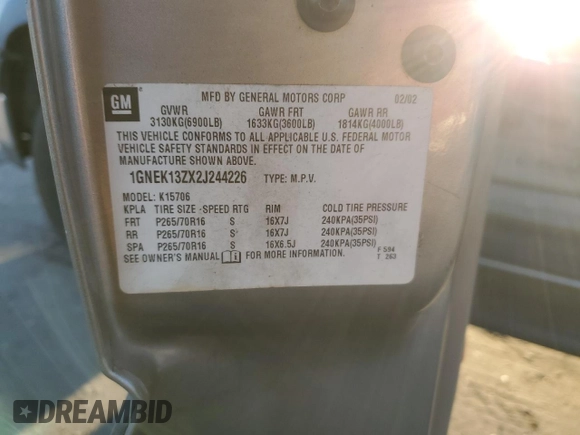 GM
MFD BY GENERAL MOTORS CORP 02/02
GVWR GAWR FRT GAWR RR
3130KG(6900LB) 1633KG(3600LB) 1814KG(4000LB)
THIS VEHICLE CONFORMS TO ALL APPLICABLE U.S. FEDERAL MOTOR
VEHICLE SAFETY STANDARDS IN EFFECT ON THE DATE OF
MANUFACTURE SHOWN ABOVE.
1GNEK13ZX2J244226 TYPE: M.P.V.
MODEL: K15706
KPLA TIRE SIZE SPEED RTG RIM COLD TIRE PRESSURE
FRT P265/70R16 S 16X7J 240KPA(35PSI)
RR P265/70R16 S 16X7J 240KPA(35PSI)
SPA P265/70R16 S 16X6.5J 240KPA(35PSI)
SEE OWNER'S MANUAL FOR MORE INFORMATION. F 594
T 263
DREAMBID